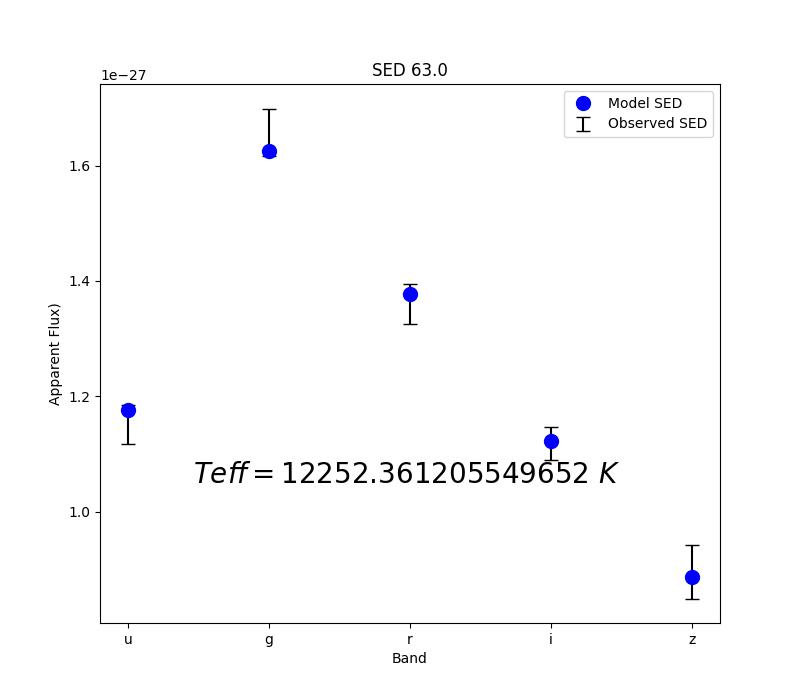 SED 63.0
1e−27
Model SED
Observed SED
1.6
1.4
1.2
1.0
Apparent Flux)
Teff = 12252.361205549652 K
u g r i z
Band